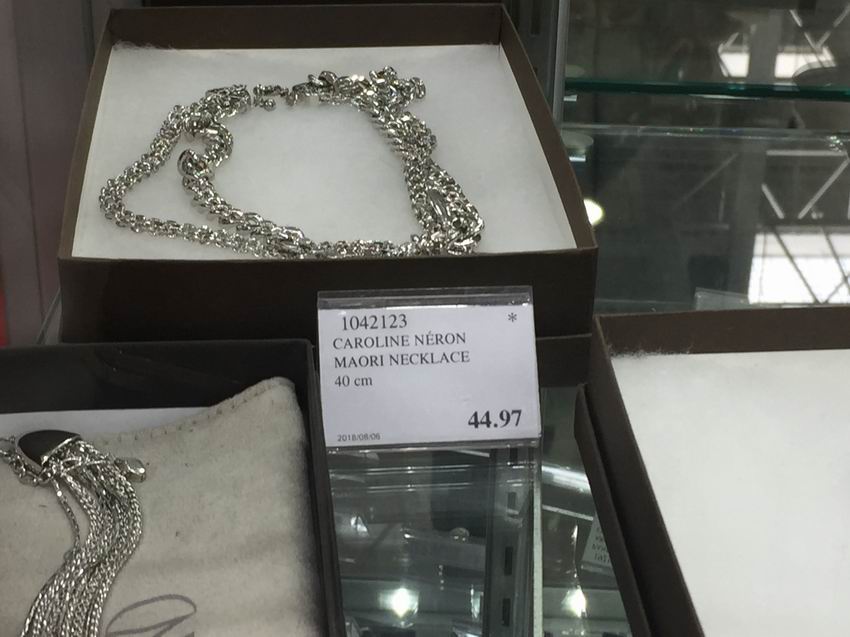 1042123 *
CAROLINE NÉRON
MAORI NECKLACE
40 cm
44.97
2018/08/06